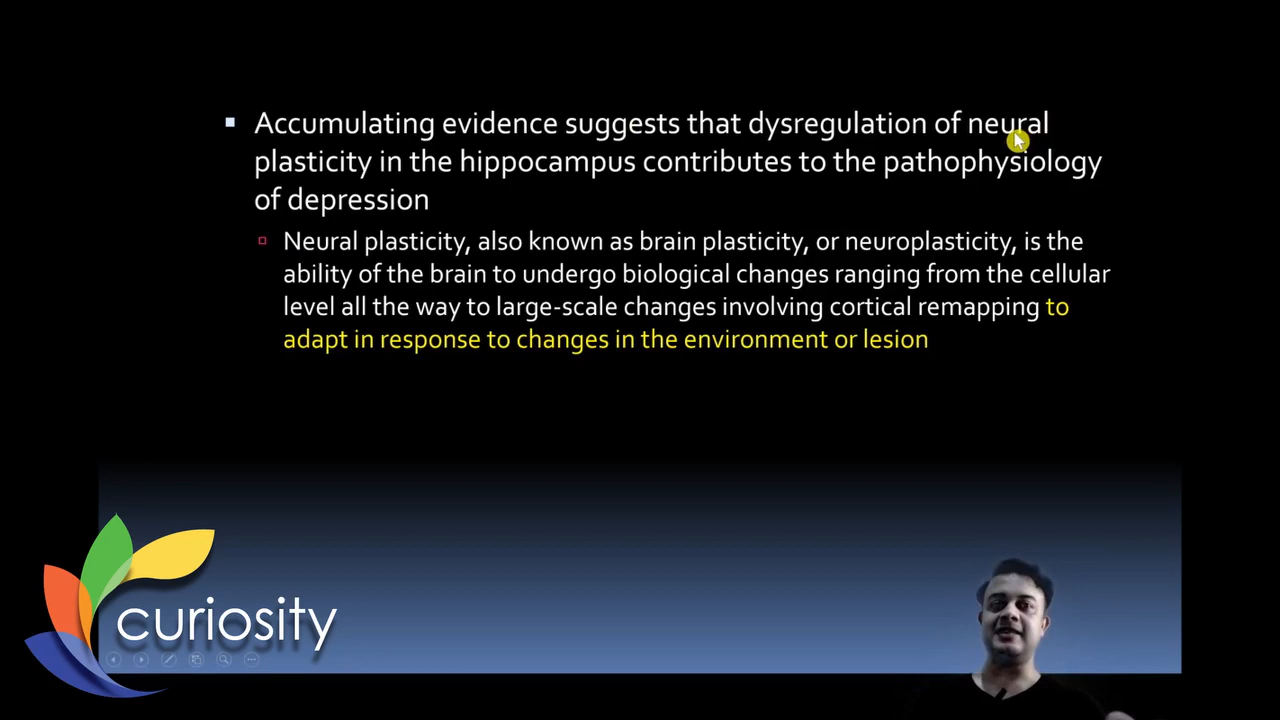 Accumulating evidence suggests that dysregulation of neural
plasticity in the hippocampus contributes to the pathophysiology
of depression
Neural plasticity, also known as brain plasticity, or neuroplasticity, is the
ability of the brain to undergo biological changes ranging from the cellular
level all the way to large-scale changes involving cortical remapping to
adapt in response to changes in the environment or lesion
curiosity